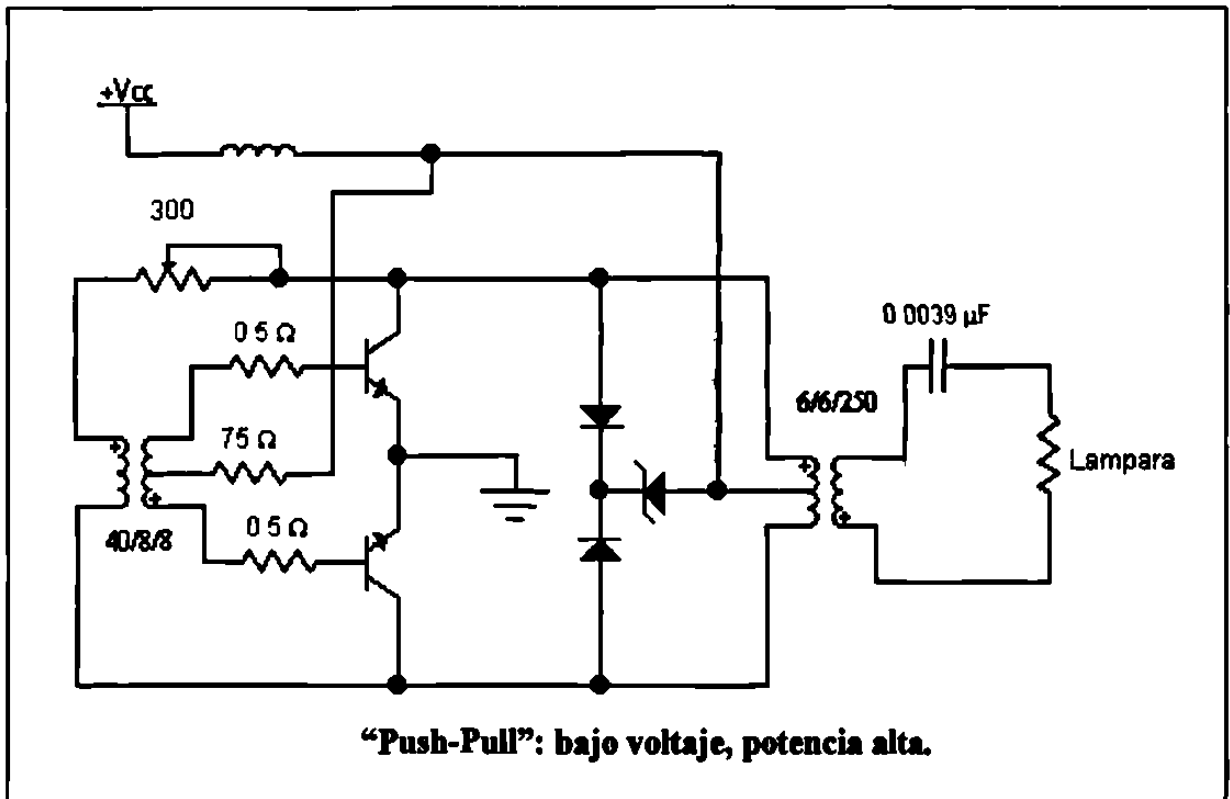 +Vcc
300
0 5 Ω
75 Ω
0 5 Ω
40/8/8
0 0039 µF
6/6/250
Lampara
“Push-Pull”: bajo voltaje, potencia alta.